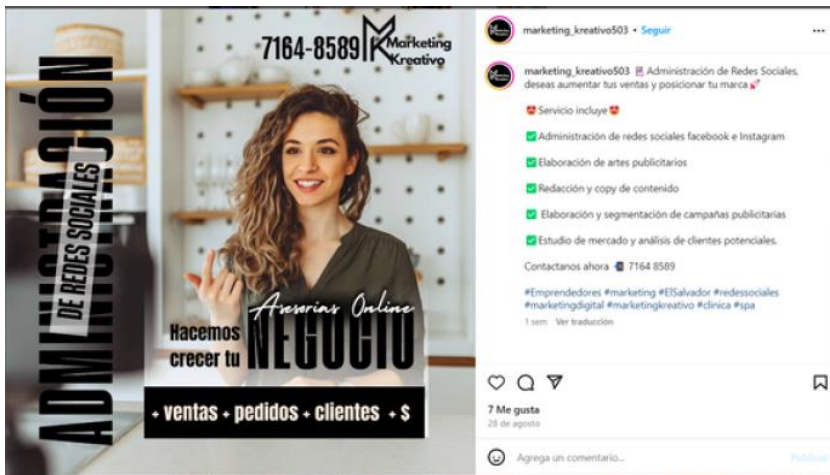 ADMINISTRACIÓN
DE REDES SOCIALES
7164-8589
MK
Marketing
Kreativo
Asesorias Online
Hacemos
crecer tu
NEGOCIO
+ ventas + pedidos + clientes + $
marketing_kreativo503 • Seguir
marketing_kreativo503 Administración de Redes Sociales,
deseas aumentar tus ventas y posicionar tu marca
Servicio incluye
Administración de redes sociales facebook e Instagram
Elaboración de artes publicitarios
Redacción y copy de contenido
Elaboración y segmentación de campañas publicitarias
Estudio de mercado y análisis de clientes potenciales.
Contactanos ahora 7164 8589
#Emprendedores #marketing #ElSalvador #redessociales
#marketingdigital #marketingkreativo #clinica #spa
1 sem Ver traducción
7 Me gusta
28 de agosto
Agrega un comentario...
Publicar